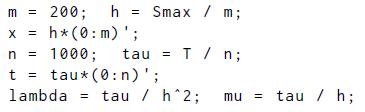 m = 200;  h = Smax / m;
x = h*(0:m)';
n = 1000;  tau = T / n;
t = tau*(0:n)';
lambda = tau / h^2;  mu = tau / h;